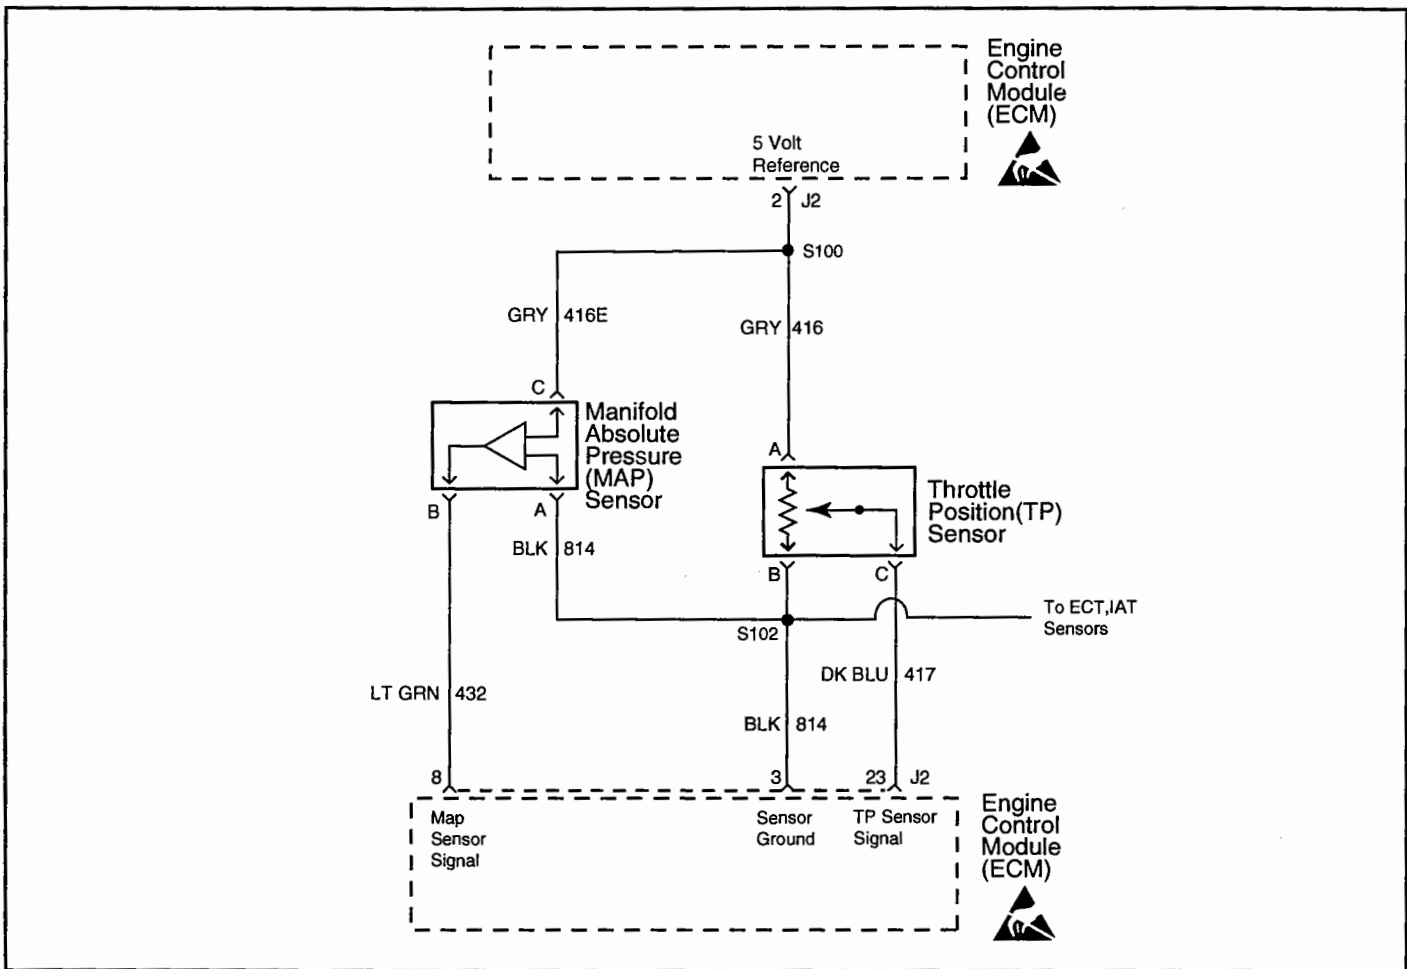 Engine
Control
Module
(ECM)
5 Volt
Reference
2 J2
S100
GRY 416E
GRY 416
C
Manifold
Absolute
Pressure
(MAP)
Sensor
A
Throttle
Position(TP)
Sensor
B
A
BLK 814
B
C
To ECT,IAT
Sensors
S102
DK BLU 417
LT GRN 432
BLK 814
8
3
23 J2
Map
Sensor
Signal
Sensor
Ground
TP Sensor
Signal
Engine
Control
Module
(ECM)